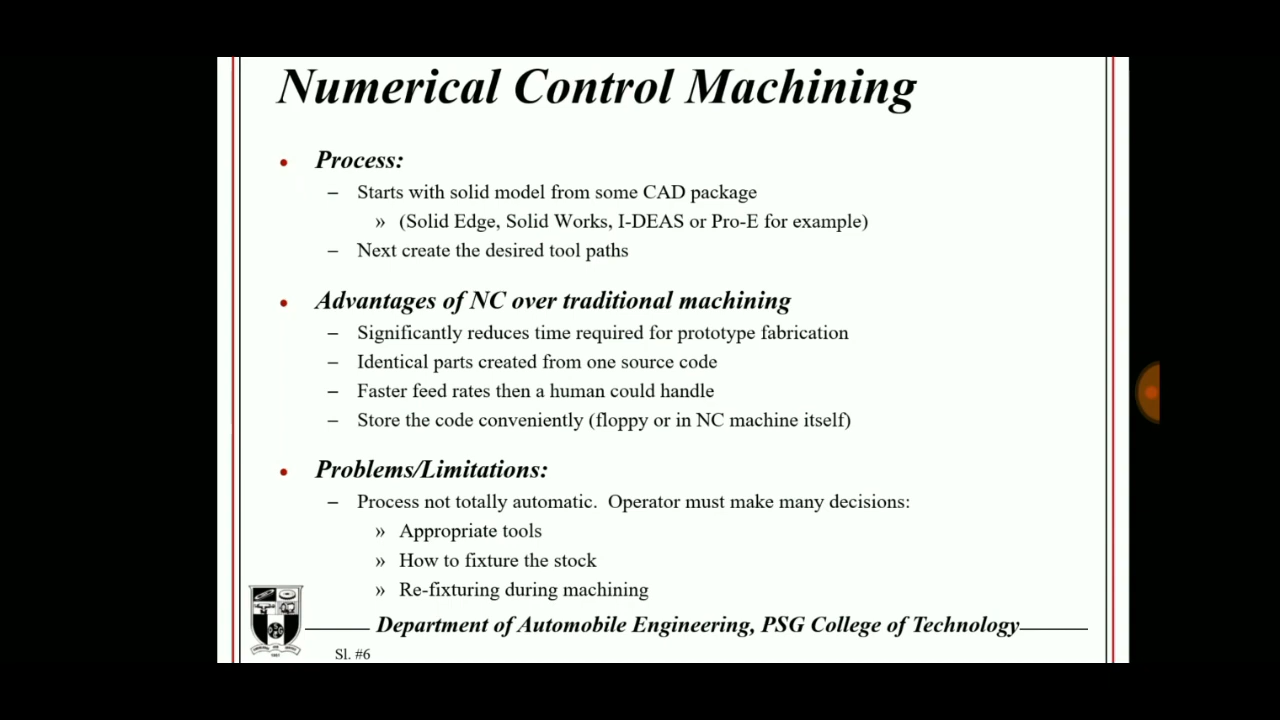 Numerical Control Machining
• Process:
– Starts with solid model from some CAD package
» (Solid Edge, Solid Works, I-DEAS or Pro-E for example)
– Next create the desired tool paths
• Advantages of NC over traditional machining
– Significantly reduces time required for prototype fabrication
– Identical parts created from one source code
– Faster feed rates then a human could handle
– Store the code conveniently (floppy or in NC machine itself)
• Problems/Limitations:
– Process not totally automatic.  Operator must make many decisions:
» Appropriate tools
» How to fixture the stock
» Re-fixturing during machining
Department of Automobile Engineering, PSG College of Technology
Sl. #6